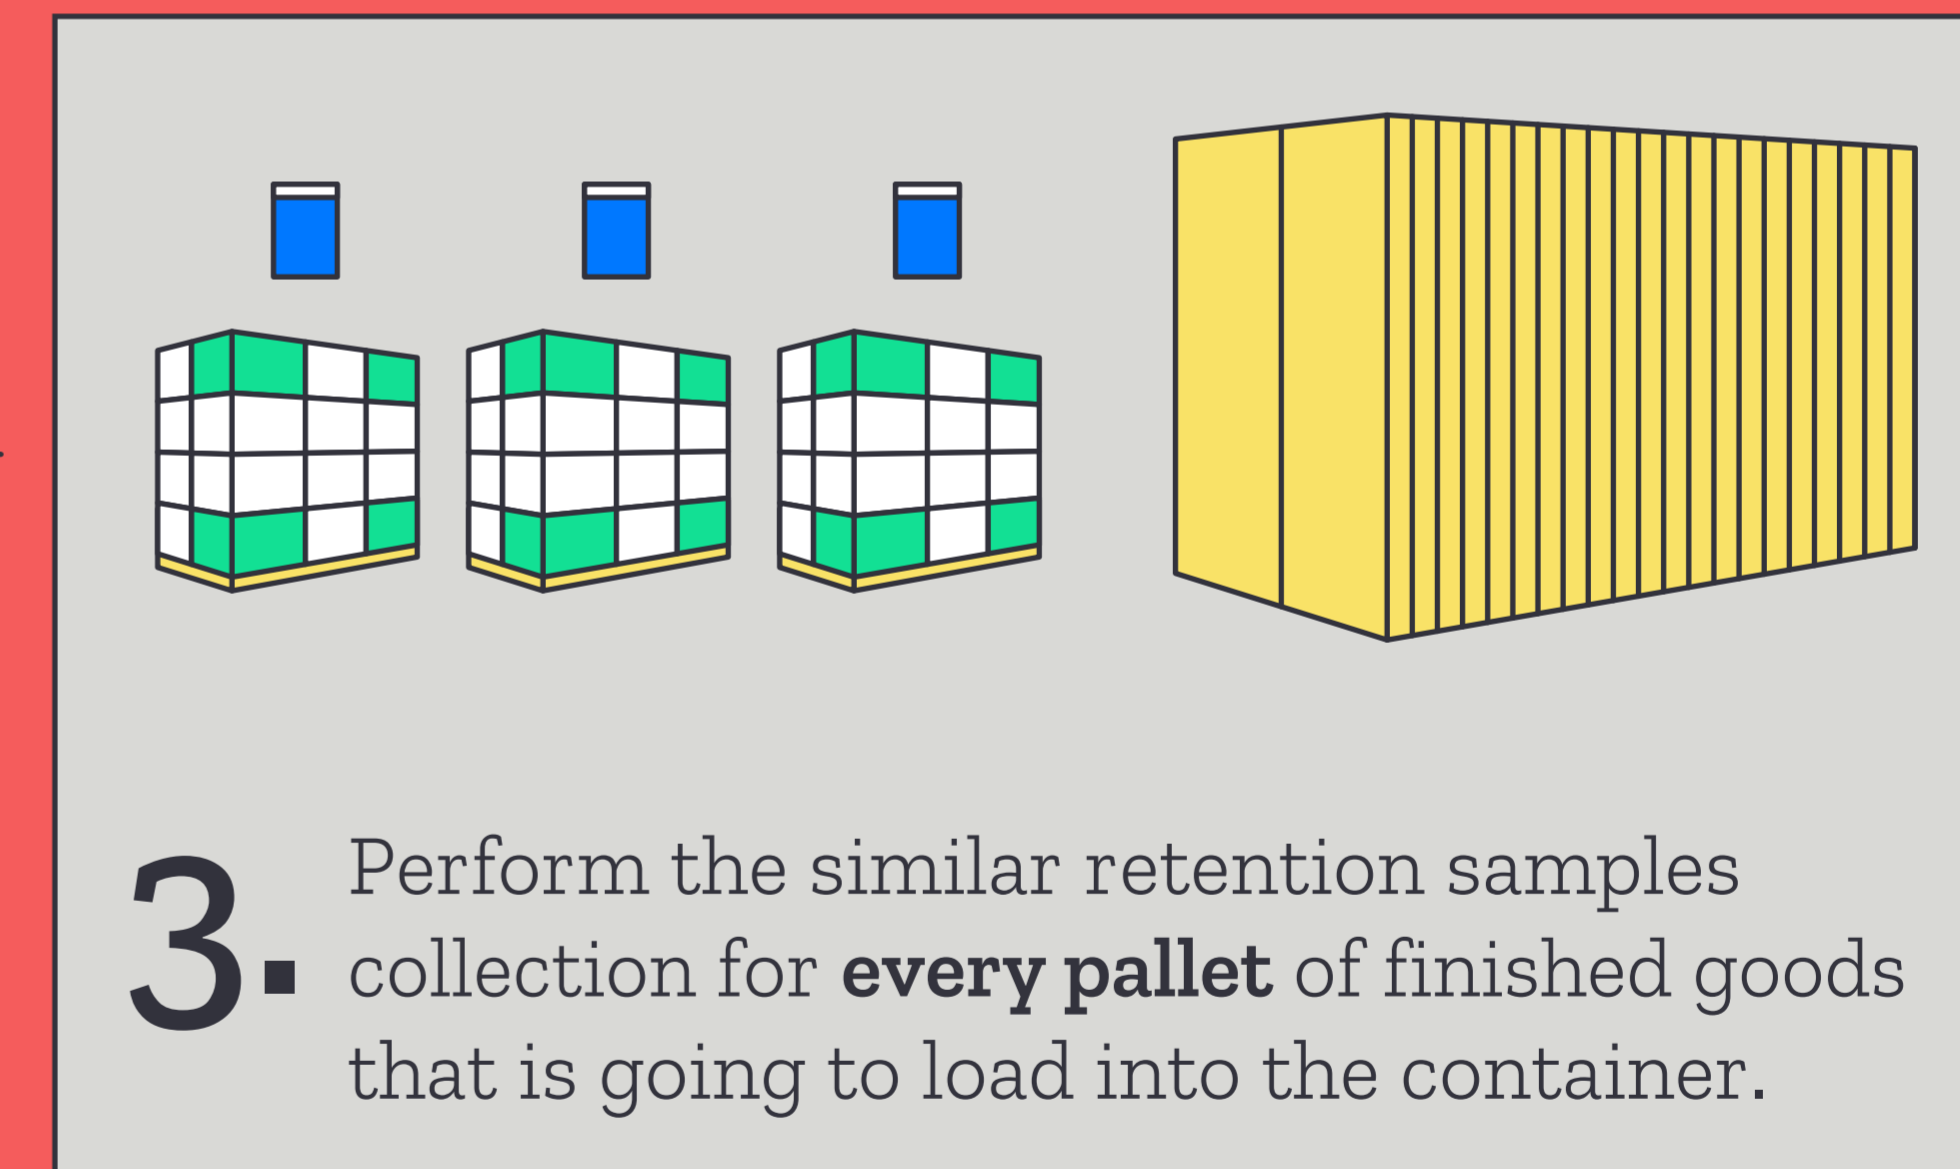 3. Perform the similar retention samples
collection for every pallet of finished goods
that is going to load into the container.